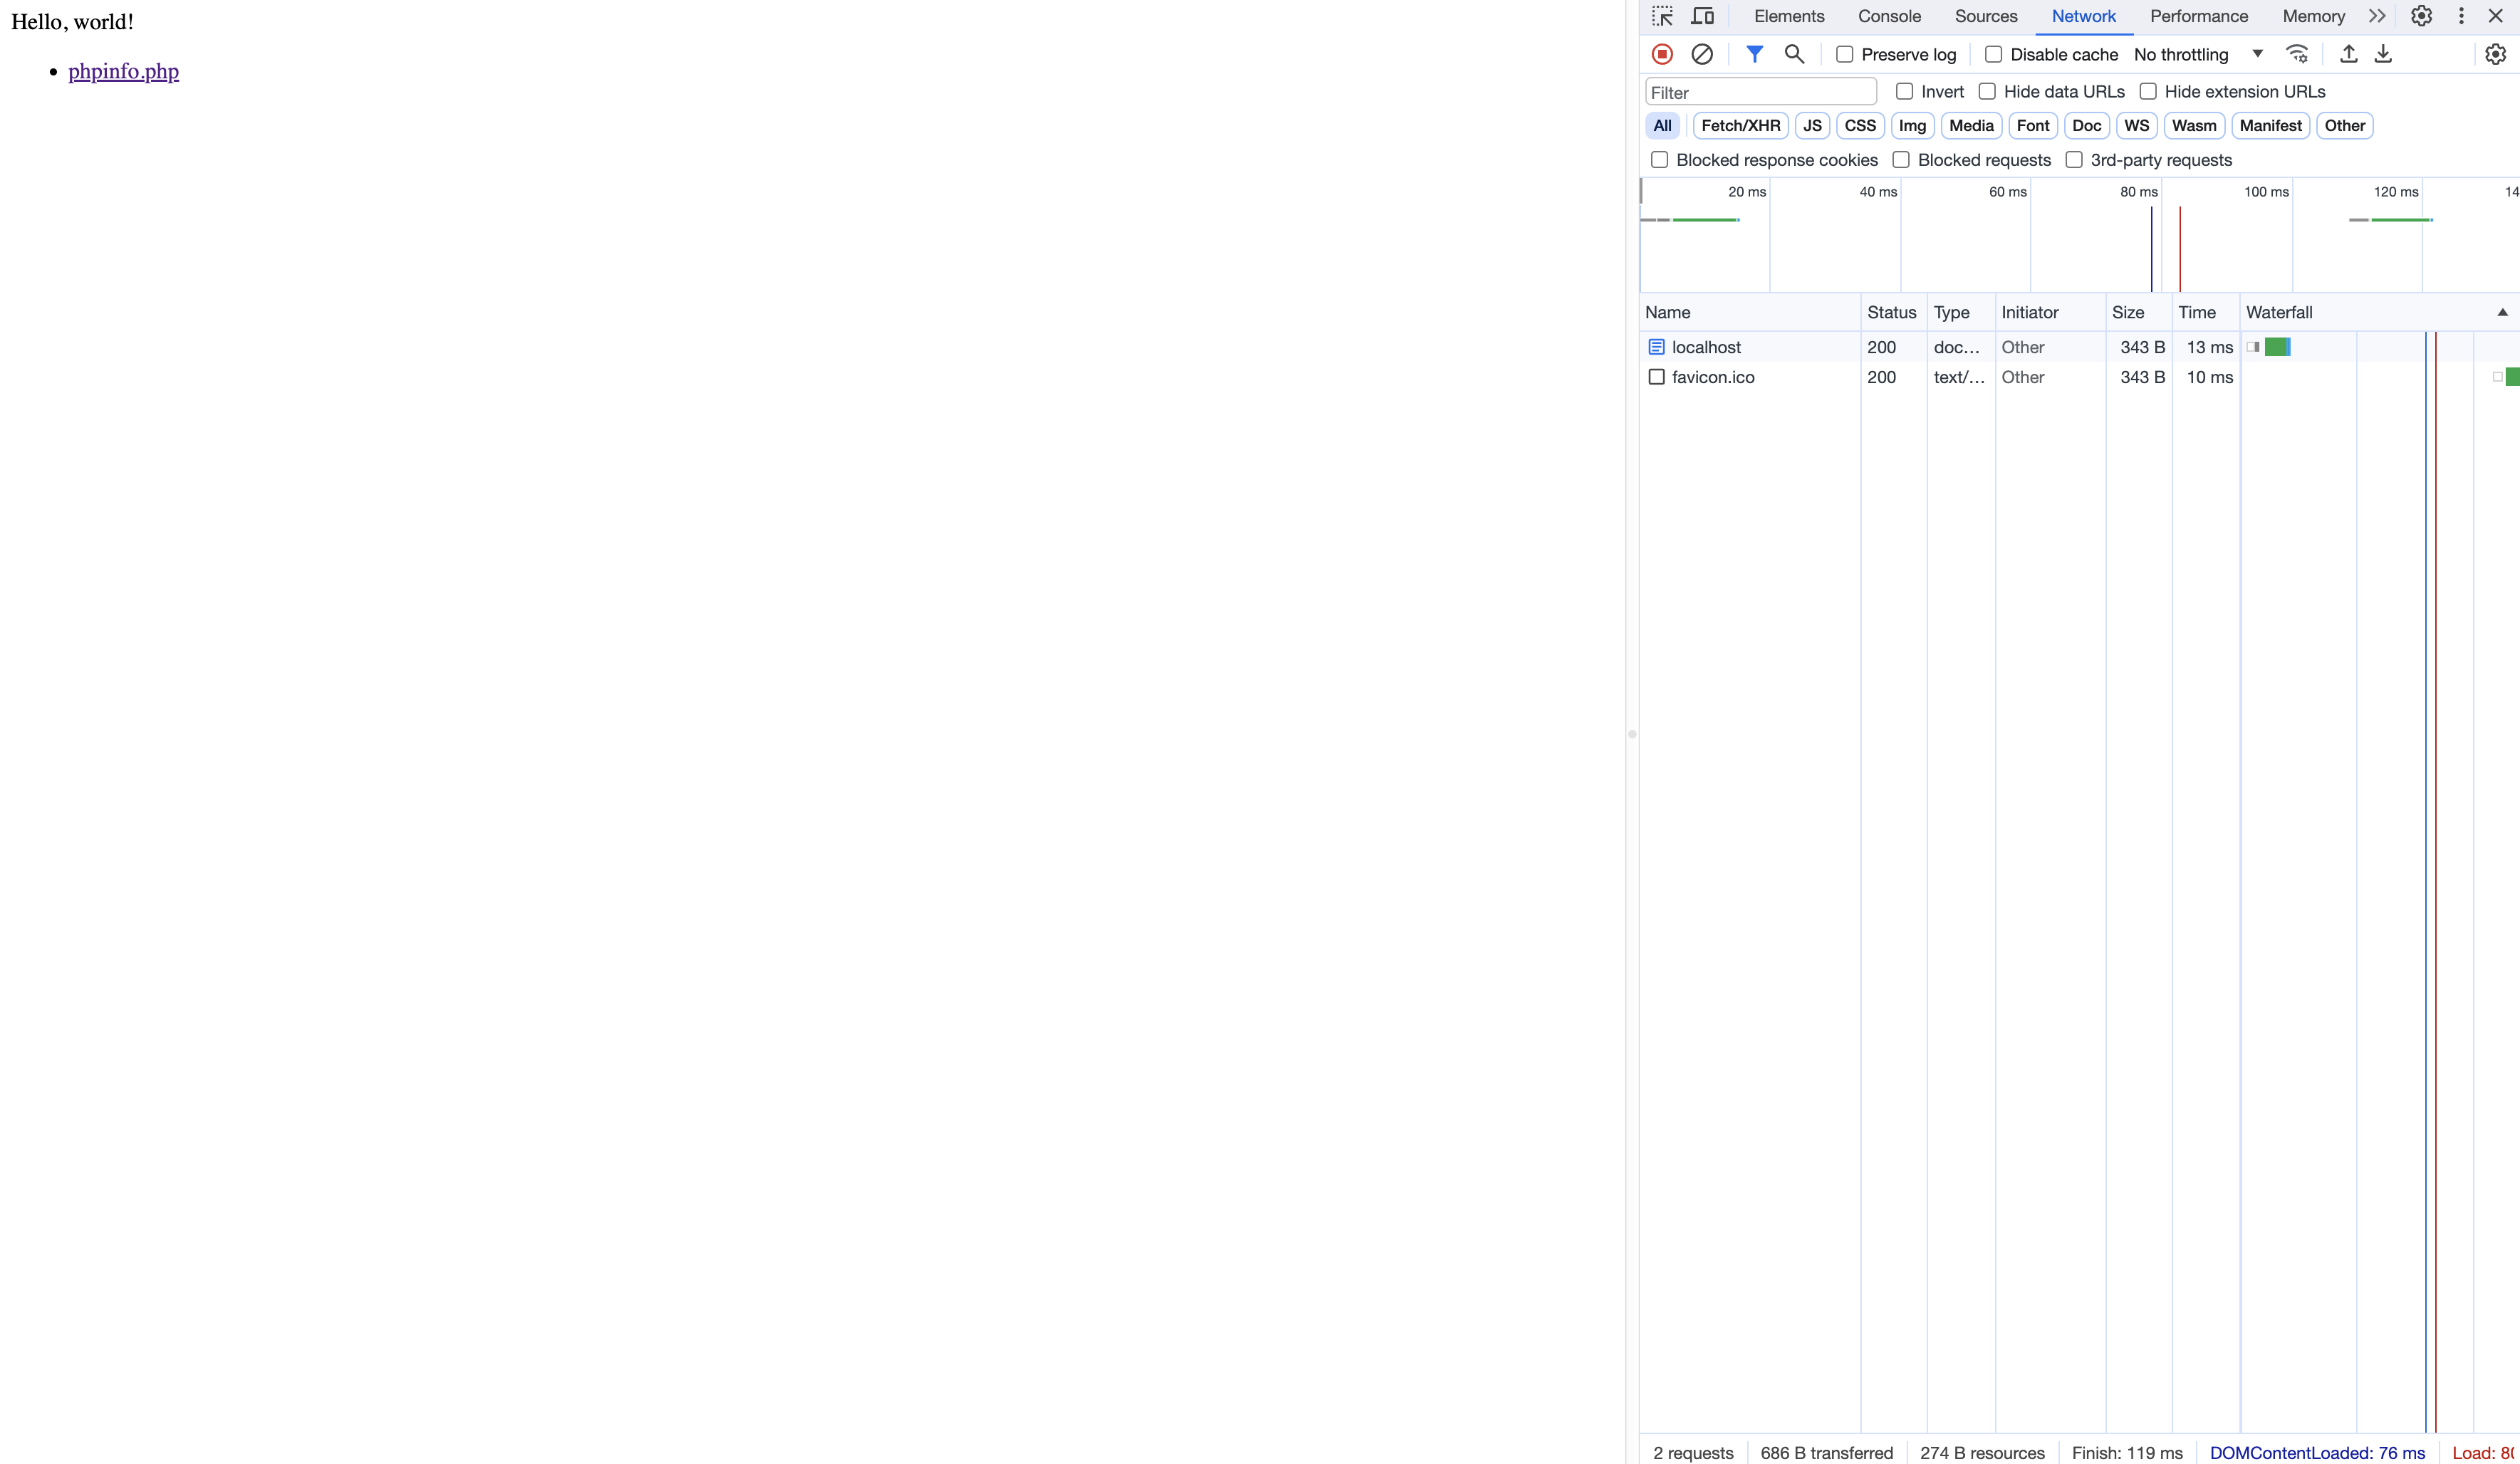 Hello, world!
phpinfo.php
Elements Console Sources Network Performance Memory
Preserve log Disable cache No throttling
Filter Invert Hide data URLs Hide extension URLs
All Fetch/XHR JS CSS Img Media Font Doc WS Wasm Manifest Other
Blocked response cookies Blocked requests 3rd-party requests
20 ms 40 ms 60 ms 80 ms 100 ms 120 ms 14
Name Status Type Initiator Size Time Waterfall
localhost 200 doc… Other 343 B 13 ms
favicon.ico 200 text/… Other 343 B 10 ms
2 requests 686 B transferred 274 B resources Finish: 119 ms DOMContentLoaded: 76 ms Load: